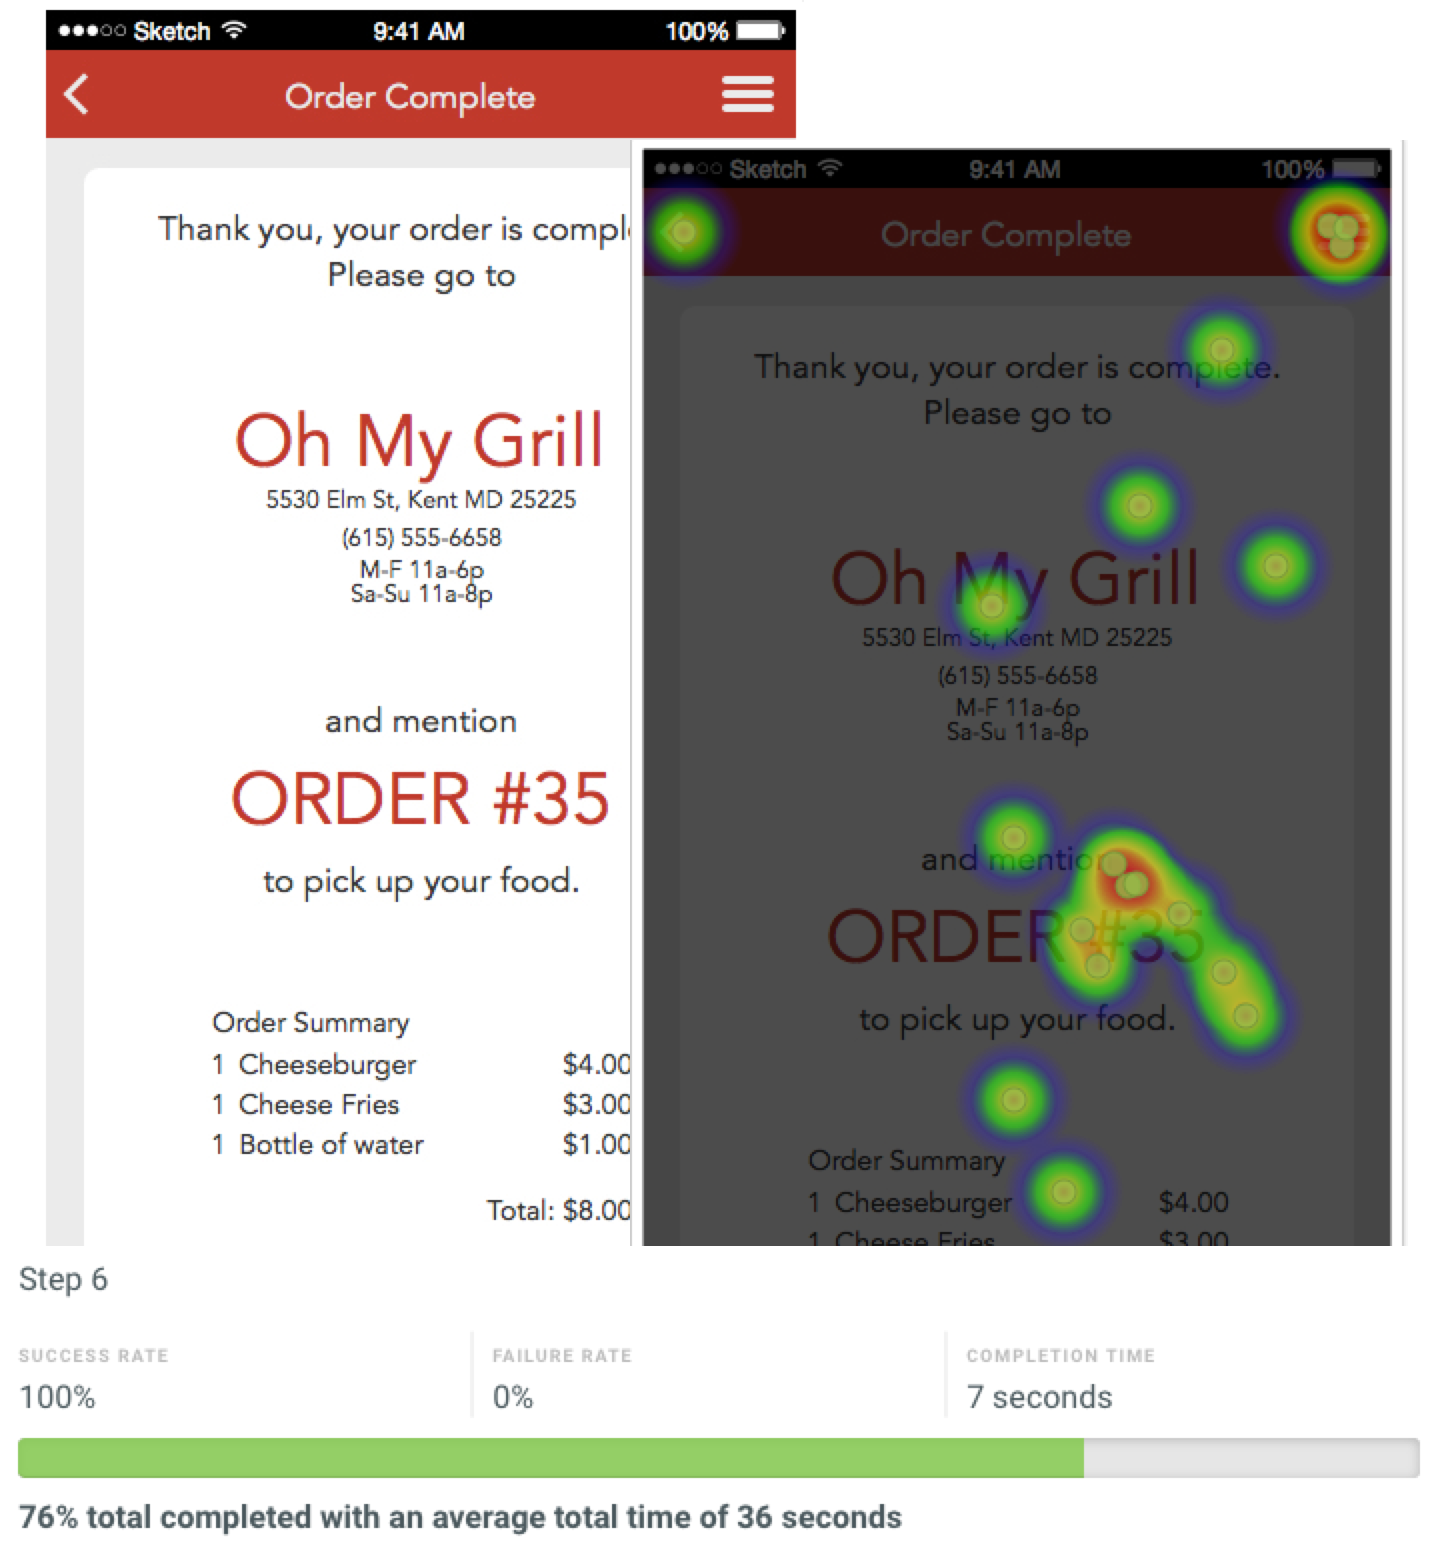 Sketch 9:41 AM 100%
Order Complete
Thank you, your order is compl
Please go to
Oh My Grill
5530 Elm St, Kent MD 25225
(615) 555-6658
M-F 11a-6p
Sa-Su 11a-8p
and mention
ORDER #35
to pick up your food.
Order Summary
1 Cheeseburger $4.00
1 Cheese Fries $3.00
1 Bottle of water $1.00
Total: $8.00
Sketch 9:41 AM 100%
Order Complete
Thank you, your order is complete.
Please go to
Oh My Grill
5530 Elm St, Kent MD 25225
(615) 555-6658
M-F 11a-6p
Sa-Su 11a-8p
and mention
ORDER #35
to pick up your food.
Order Summary
1 Cheeseburger $4.00
1 Cheese Fries $3.00
Step 6
SUCCESS RATE
100%
FAILURE RATE
0%
COMPLETION TIME
7 seconds
76% total completed with an average total time of 36 seconds